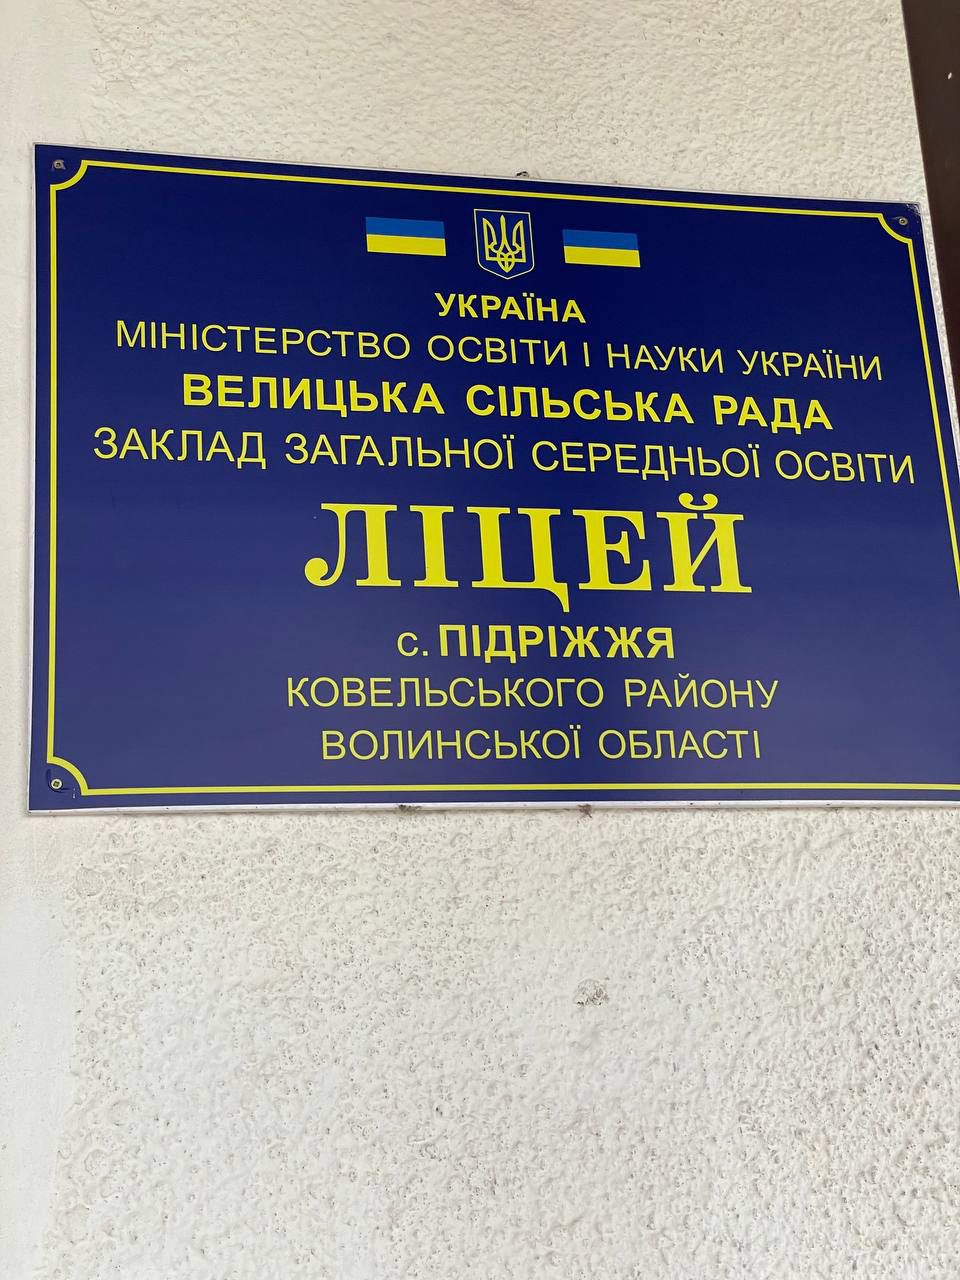 УКРАЇНА
МІНІСТЕРСТВО ОСВІТИ І НАУКИ УКРАЇНИ
ВЕЛИЦЬКА СІЛЬСЬКА РАДА
ЗАКЛАД ЗАГАЛЬНОЇ СЕРЕДНЬОЇ ОСВІТИ
ЛІЦЕЙ
с. ПІДРІЖЖЯ
КОВЕЛЬСЬКОГО РАЙОНУ
ВОЛИНСЬКОЇ ОБЛАСТІ